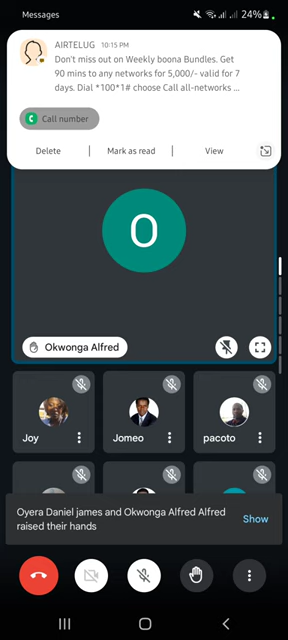 Messages
24%
AIRTELUG 10:15 PM
Don't miss out on Weekly boona Bundles. Get
90 mins to any networks for 5,000/- valid for 7
days. Dial *100*1# choose Call all-networks ...
Call number
Delete | Mark as read | View
O
Okwonga Alfred
Joy
Jomeo
pacoto
Oyera Daniel james and Okwonga Alfred Alfred
raised their hands
Show